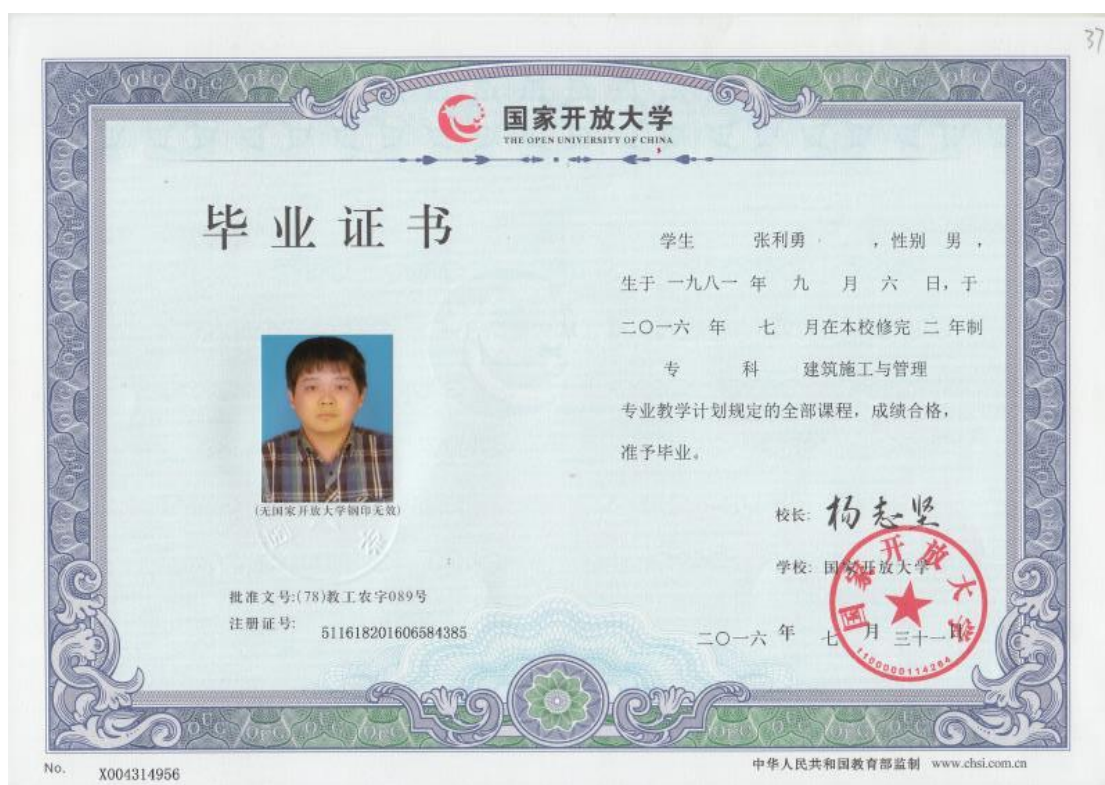 37
国家开放大学
THE OPEN UNIVERSITY OF CHINA
毕业证书
(无国家开放大学钢印无效)
批准文号:(78)教工农字089号
注册证号: 511618201606584385
学生 张利勇 ，性别 男 ，
生于 一九八一 年 九 月 六 日，于
二〇一六 年 七 月在本校修完 二 年制
专 科 建筑施工与管理
专业教学计划规定的全部课程，成绩合格，
准予毕业。
校长: 杨志坚
学校: 国家开放大学
二〇一六 年 七 月 三十一 日
国家开放大学
1100000114284
No. X004314956
中华人民共和国教育部监制 www.chsi.com.cn